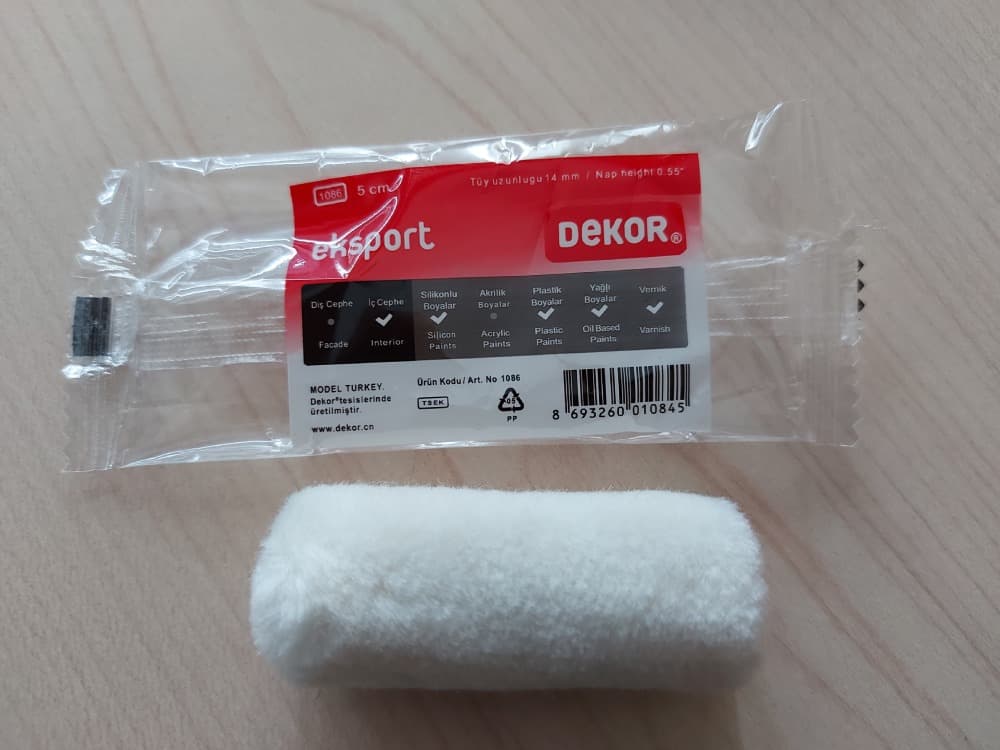 1086 5 cm
Tüy uzunlugu 14 mm / Nap height 0.55"
eksport
DEKOR®
Dış Cephe
Facade
İç Cephe
Interior
Silikonlu
Boyalar
Silicon
Paints
Akrilik
Boyalar
Acrylic
Paints
Plastik
Boyalar
Plastic
Paints
Yağlı
Boyalar
Oil Based
Paints
Vernik
Varnish
MODEL TURKEY.
Dekor®tesislerinde
üretilmiştir.
www.dekor.cn
Ürün Kodu / Art. No 1086
TSEK
05
PP
8 693260 010845